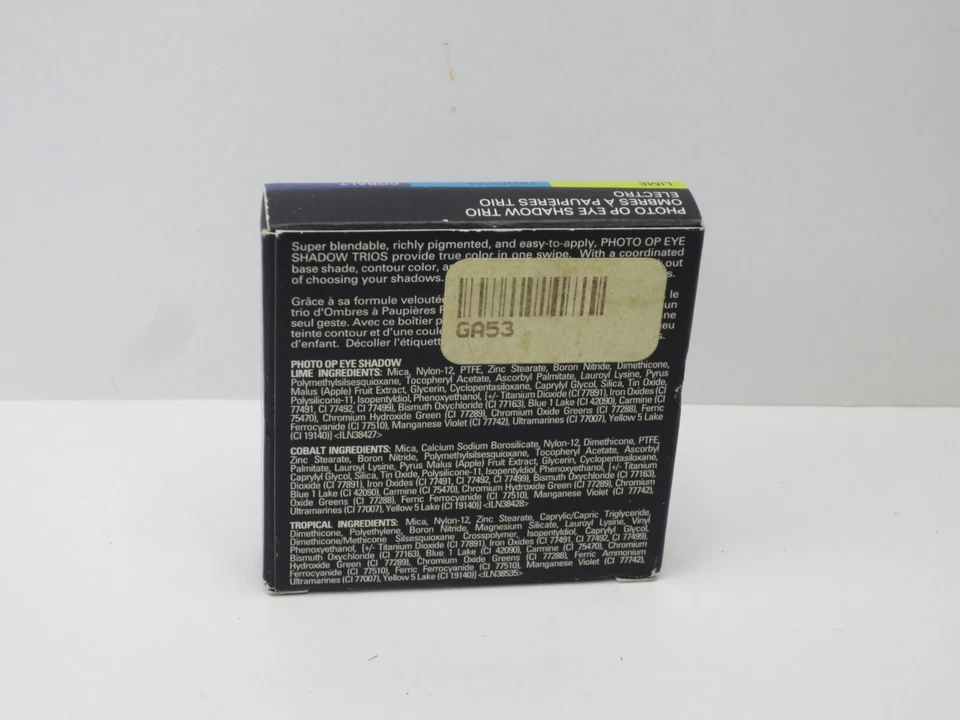 LIME
TROPICAL
COBALT
PHOTO OP EYE SHADOW TRIO
OMBRES À PAUPIÈRES TRIO
ELECTRO
Super blendable, richly pigmented, and easy-to-apply, PHOTO OP EYE
SHADOW TRIOS provide true color in one swipe. With a coordinated
base shade, contour color, out
of choosing your shadows.
Grâce à sa formule le
trio d'Ombres à Paupières
seul geste. Avec ce boîtier
teinte contour et d'une
d'enfant. Décoller l'étiquett
GA53
PHOTO OP EYE SHADOW
LIME INGREDIENTS: Mica, Nylon-12, PTFE, Zinc Stearate, Boron Nitride, Dimethicone,
Polymethylsilsesquioxane, Tocopheryl Acetate, Ascorbyl Palmitate, Lauroyl Lysine, Pyrus
Malus (Apple) Fruit Extract, Glycerin, Cyclopentasiloxane, Caprylyl Glycol, Silica, Tin Oxide,
Polysilicone-11, Isopentyldiol, Phenoxyethanol, [+/- Titanium Dioxide (CI 77891), Iron Oxides (CI
77491, CI 77492, CI 77499), Bismuth Oxychloride (CI 77163), Blue 1 Lake (CI 42090), Carmine (CI
75470), Chromium Hydroxide Green (CI 77289), Chromium Oxide Greens (CI 77288), Ferric
Ferrocyanide (CI 77510), Manganese Violet (CI 77742), Ultramarines (CI 77007), Yellow 5 Lake
(CI 19140)] <ILN38427>
COBALT INGREDIENTS: Mica, Calcium Sodium Borosilicate, Nylon-12, Dimethicone, PTFE,
Zinc Stearate, Boron Nitride, Polymethylsilsesquioxane, Tocopheryl Acetate, Ascorbyl
Palmitate, Lauroyl Lysine, Pyrus Malus (Apple) Fruit Extract, Glycerin, Cyclopentasiloxane,
Caprylyl Glycol, Silica, Tin Oxide, Polysilicone-11, Isopentyldiol, Phenoxyethanol, [+/- Titanium
Dioxide (CI 77891), Iron Oxides (CI 77491, CI 77492, CI 77499), Bismuth Oxychloride (CI 77163),
Blue 1 Lake (CI 42090), Carmine (CI 75470), Chromium Hydroxide Green (CI 77289), Chromium
Oxide Greens (CI 77288), Ferric Ferrocyanide (CI 77510), Manganese Violet (CI 77742),
Ultramarines (CI 77007), Yellow 5 Lake (CI 19140)] <ILN38428>
TROPICAL INGREDIENTS: Mica, Nylon-12, Zinc Stearate, Caprylic/Capric Triglyceride,
Dimethicone, Polyethylene, Boron Nitride, Magnesium Silicate, Lauroyl Lysine, Vinyl
Dimethicone/Methicone Silsesquioxane Crosspolymer, Isopentyldiol, Caprylyl Glycol,
Phenoxyethanol, [+/- Titanium Dioxide (CI 77891), Iron Oxides (CI 77491, CI 77492, CI 77499),
Bismuth Oxychloride (CI 77163), Blue 1 Lake (CI 42090), Carmine (CI 75470), Chromium
Hydroxide Green (CI 77289), Chromium Oxide Greens (CI 77288), Ferric Ammonium
Ferrocyanide (CI 77510), Ferric Ferrocyanide (CI 77510), Manganese Violet (CI 77742),
Ultramarines (CI 77007), Yellow 5 Lake (CI 19140)] <ILN38535>